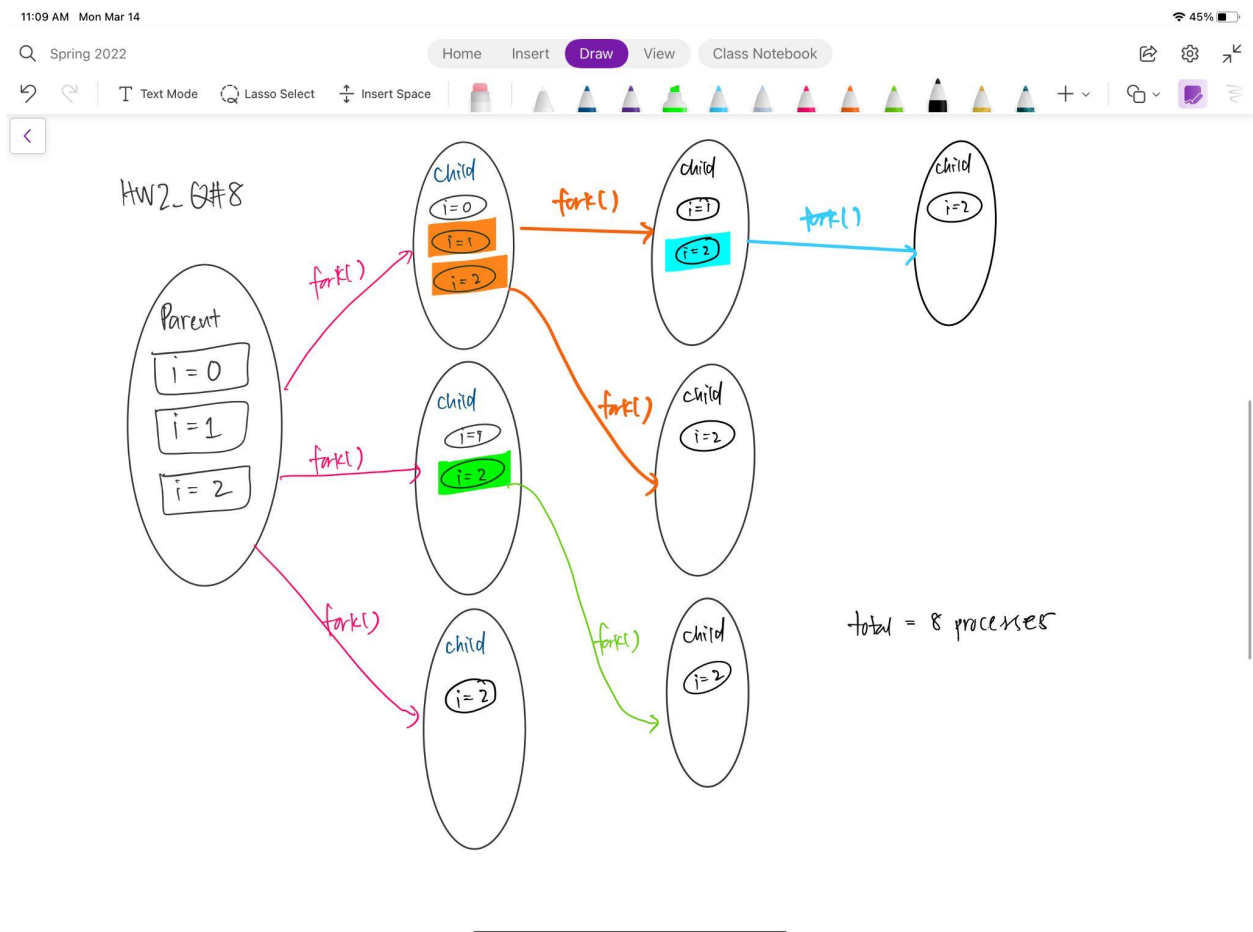 11:09 AM Mon Mar 14
45%
Spring 2022
Home Insert Draw View Class Notebook
Text Mode Lasso Select Insert Space
HW2_Q#8
Parent
i = 0
i = 1
i = 2
fork()
fork()
fork()
child
i=0
i=1
i=2
child
i=2
child
i=2
fork()
fork()
fork()
child
i=1
i=2
child
i=2
child
i=2
fork()
child
i=2
total = 8 processes